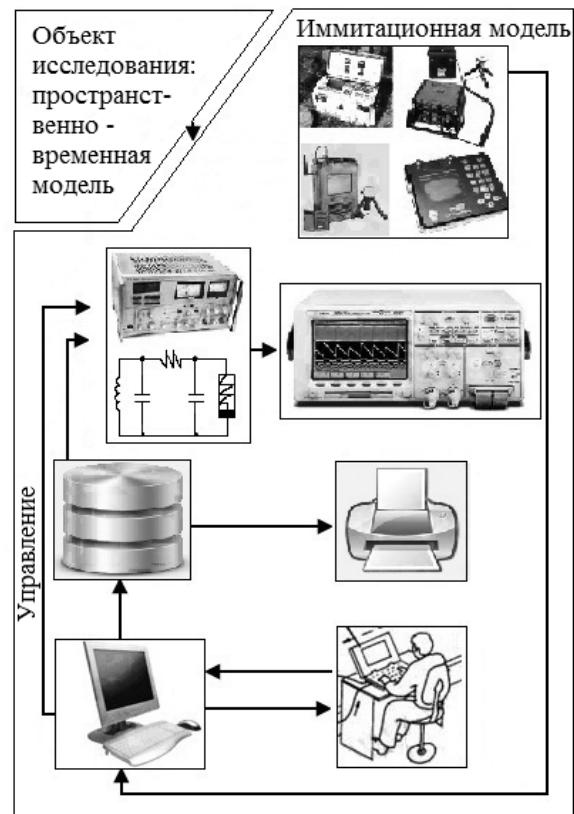 Объект
исследования:
пространст-
венно -
временная
модель
Иммитационная модель
Управление